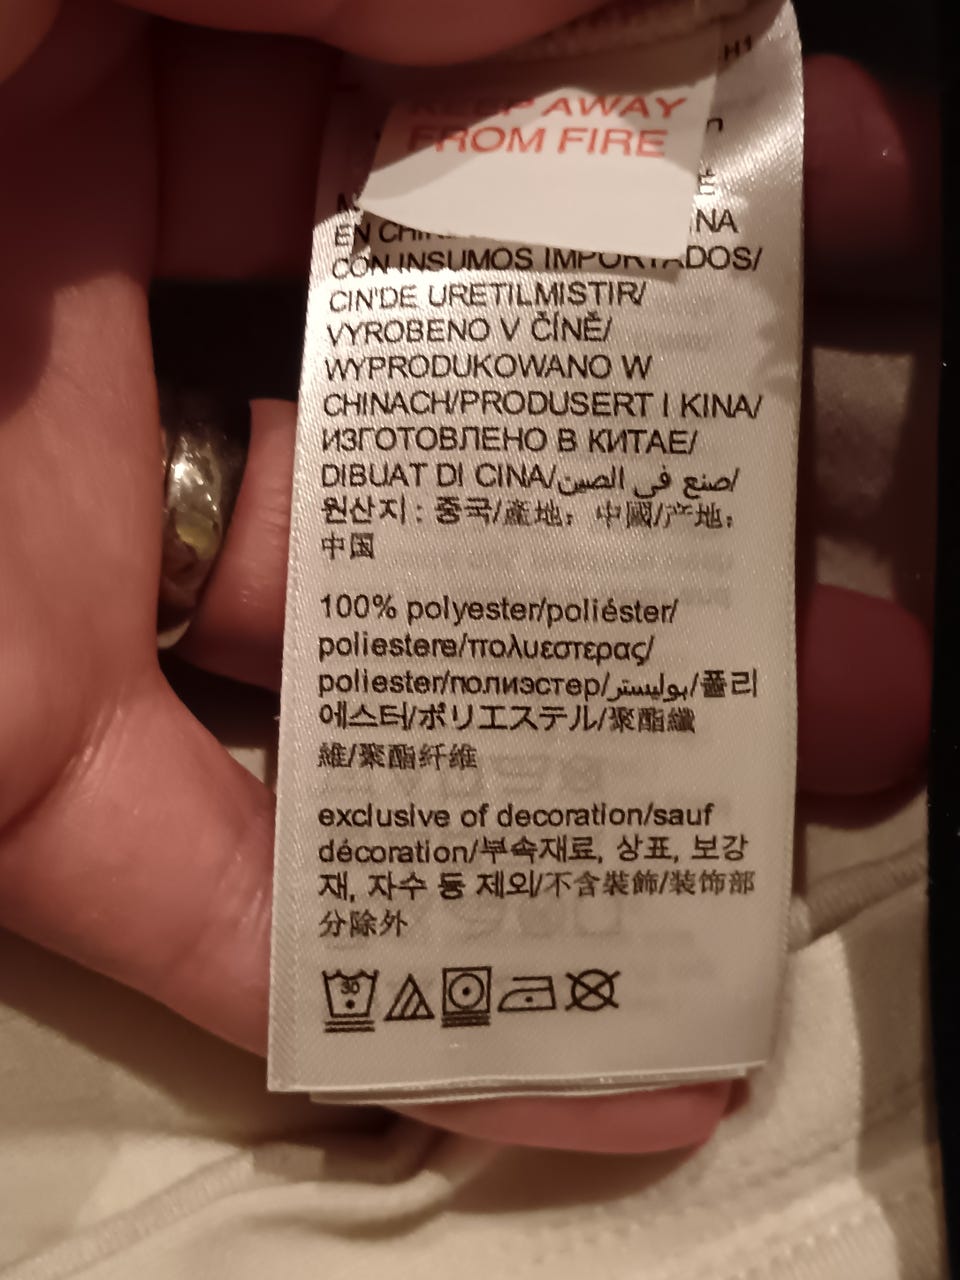 H1
KEEP AWAY
FROM FIRE
EN
NA
CON INSUMOS IMPORTADOS/
CIN'DE URETILMISTIR/
VYROBENO V ČÍNĚ/
WYPRODUKOWANO W
CHINACH/PRODUSERT I KINA/
ИЗГОТОВЛЕНО В КИТАЕ/
DIBUAT DI CINA/صنع في الصين/
원산지 : 중국/產地：中國/产地：
中国
100% polyester/poliéster/
poliestere/πολυεστερας/
poliester/полиэстер/بوليستر/폴리
에스터/ポリエステル/聚酯纖
維/聚酯纤维
exclusive of decoration/sauf
décoration/부속재료, 상표, 보강
재, 자수 등 제외/不含裝飾/装饰部
分除外
30